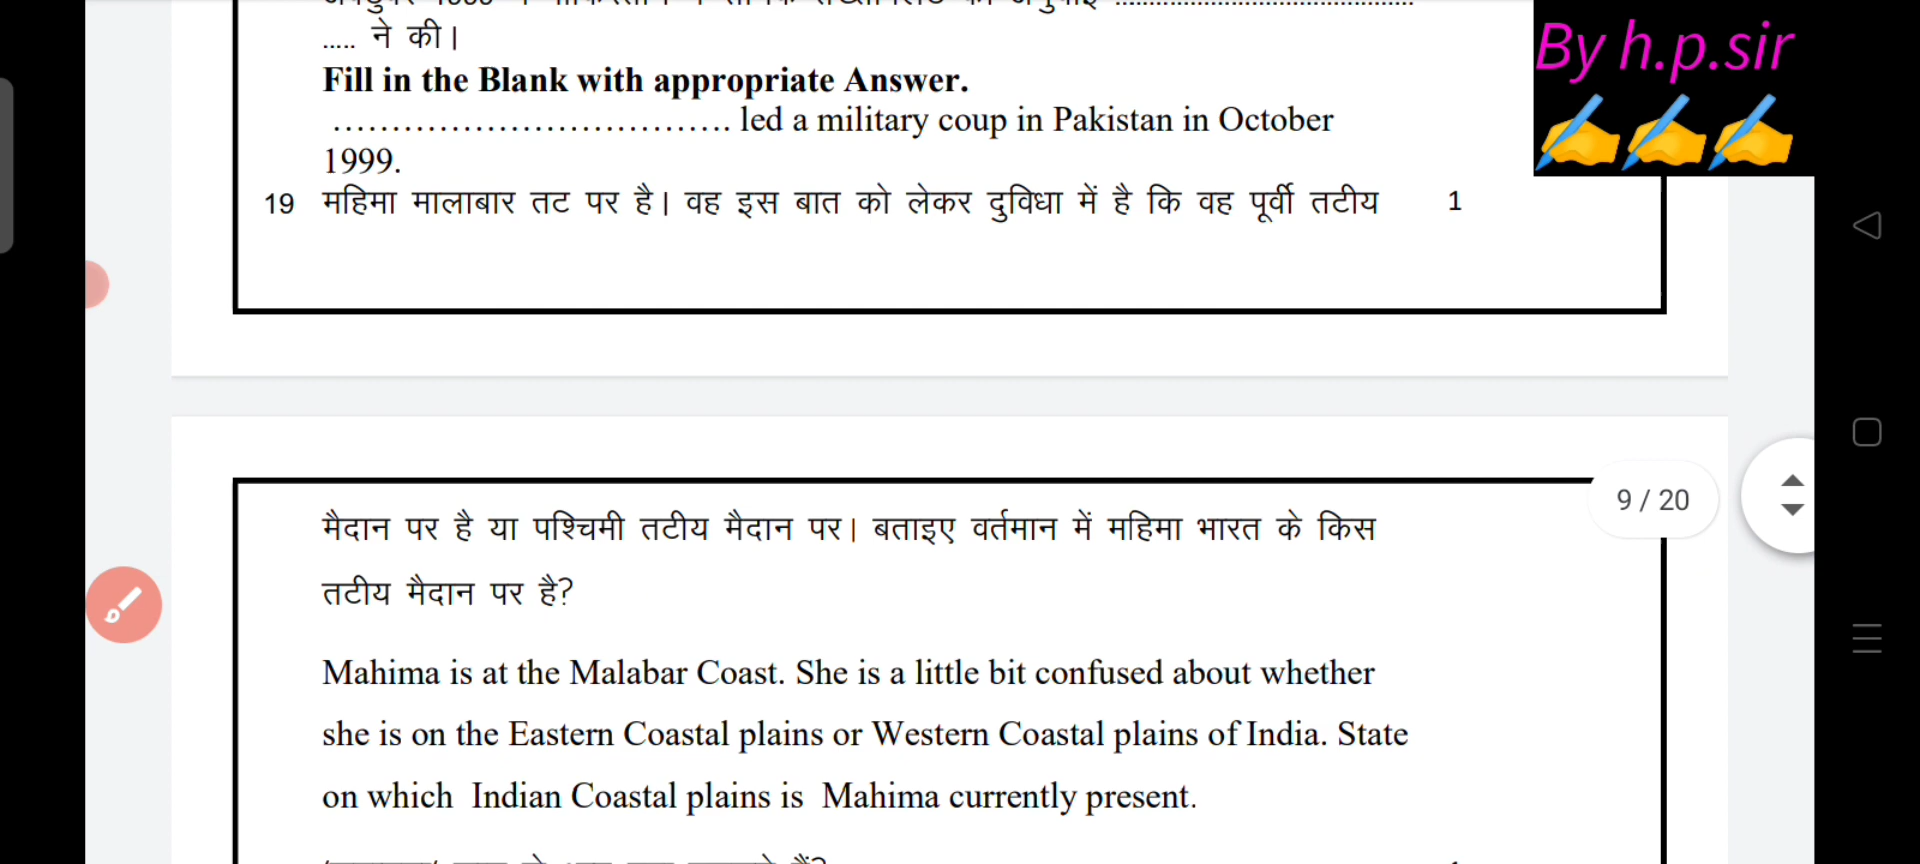 ..... ने की।
Fill in the Blank with appropriate Answer.
.................................. led a military coup in Pakistan in October
1999.
19 महिमा मालाबार तट पर है। वह इस बात को लेकर दुविधा में है कि वह पूर्वी तटीय 1
By h.p.sir
✍✍✍
मैदान पर है या पश्चिमी तटीय मैदान पर। बताइए वर्तमान में महिमा भारत के किस
9 / 20
तटीय मैदान पर है?
Mahima is at the Malabar Coast. She is a little bit confused about whether
she is on the Eastern Coastal plains or Western Coastal plains of India. State
on which Indian Coastal plains is Mahima currently present.